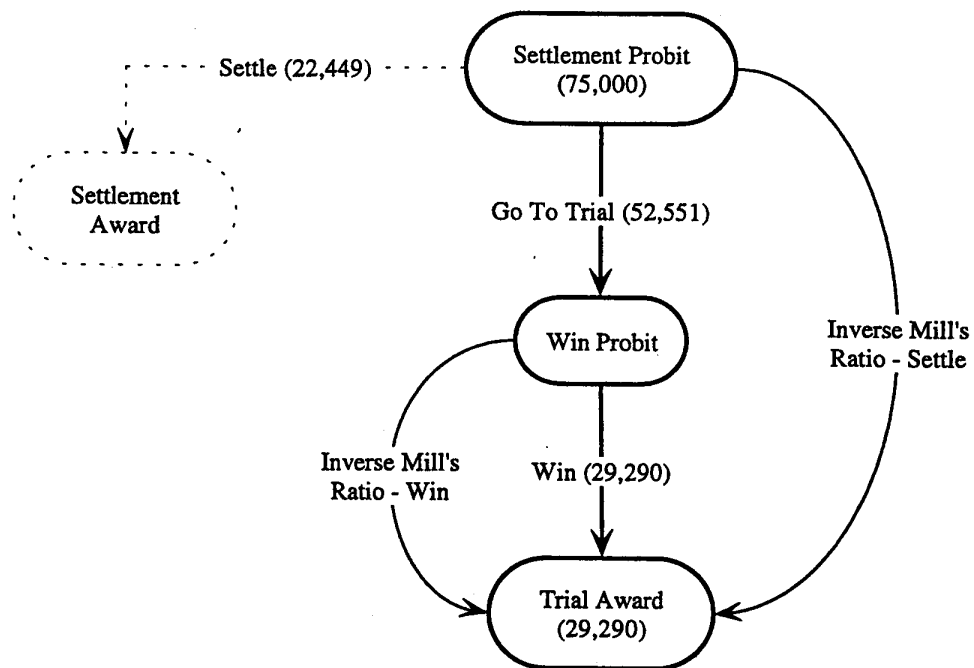 Settle (22,449)
Settlement Probit
(75,000)
Settlement
Award
Go To Trial (52,551)
Win Probit
Inverse Mill's
Ratio - Settle
Inverse Mill's
Ratio - Win
Win (29,290)
Trial Award
(29,290)